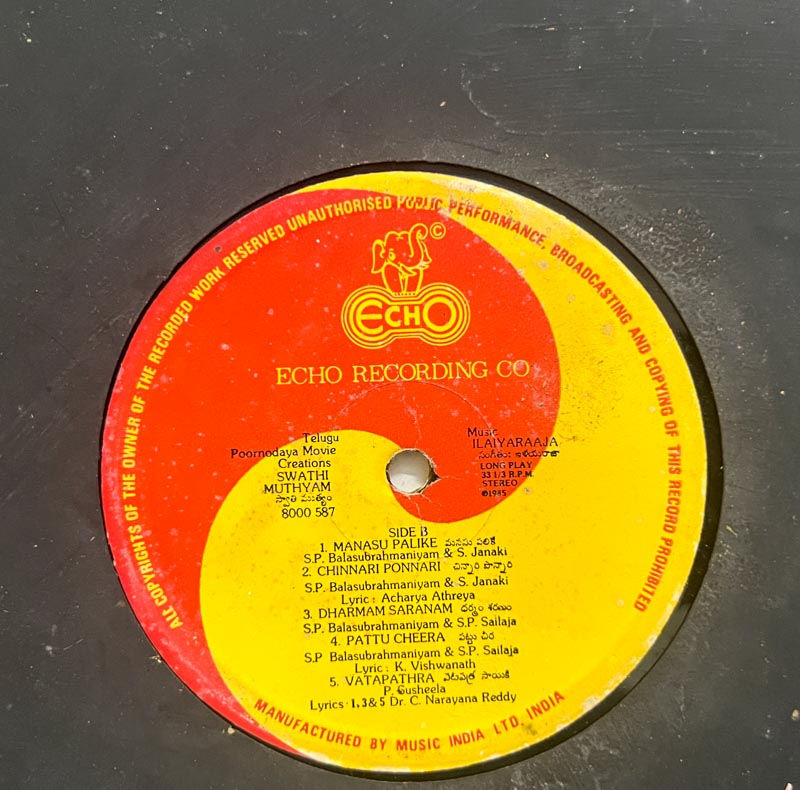 ALL COPYRIGHTS OF THE OWNER OF THE RECORDED WORK RESERVED UNAUTHORISED PUBLIC PERFORMANCE, BROADCASTING AND COPYING OF THIS RECORD PROHIBITED
©
ECHO
ECHO RECORDING CO
Telugu
Poornodaya Movie
Creations
SWATHI
MUTHYAM
స్వాతి ముత్యం
8000 587
Music
ILAIYARAAJA
సంగీతం: ఇళయరాజా
LONG PLAY
33 1/3 R.P.M.
STEREO
℗1985
SIDE B
1. MANASU PALIKE మనసు పలికే
S.P. Balasubrahmaniyam & S. Janaki
2. CHINNARI PONNARI చిన్నారి పొన్నారి
S.P. Balasubrahmaniyam & S. Janaki
Lyric : Acharya Athreya
3. DHARMAM SARANAM ధర్మం శరణం
S.P. Balasubrahmaniyam & S.P. Sailaja
4. PATTU CHEERA పట్టు చీర
S.P Balasubrahmaniyam & S.P. Sailaja
Lyric : K. Vishwanath
5. VATAPATHRA వటపత్ర సాయికి
P. Susheela
Lyrics : 1, 3 & 5 Dr. C. Narayana Reddy
MANUFACTURED BY MUSIC INDIA LTD. INDIA